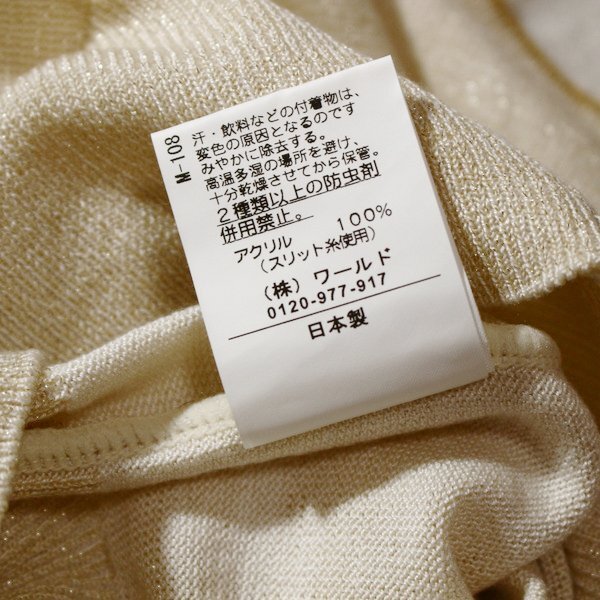 M-108
汗・飲料などの付着物は、
変色の原因となるのです
みやかに除去する。
高温多湿の場所を避け、
十分乾燥させてから保管。
2種類以上の防虫剤
併用禁止。
アクリル 100%
(スリット糸使用)
(株)ワールド
0120-977-917
日本製